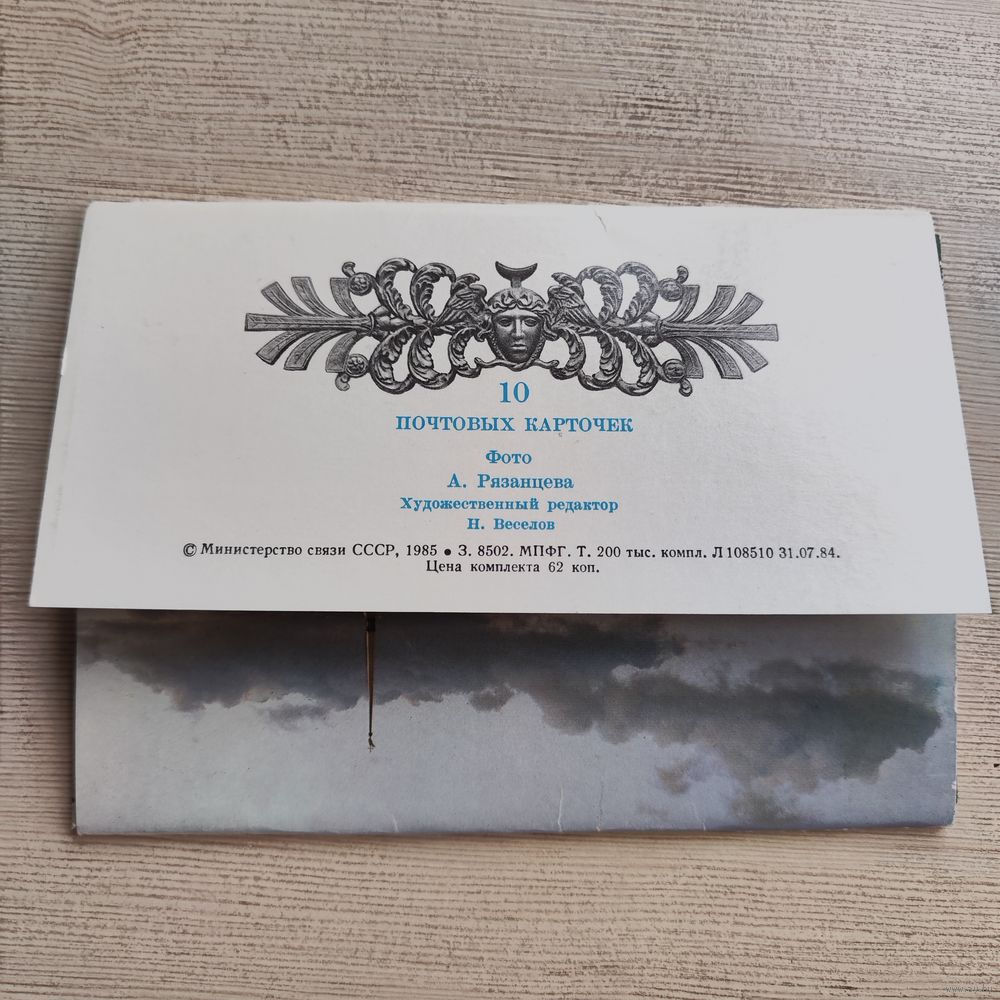 10
ПОЧТОВЫХ КАРТОЧЕК
Фото
А. Рязанцева
Художественный редактор
Н. Веселов
© Министерство связи СССР, 1985 ● З. 8502. МПФГ. Т. 200 тыс. компл. Л 108510 31.07.84.
Цена комплекта 62 коп.